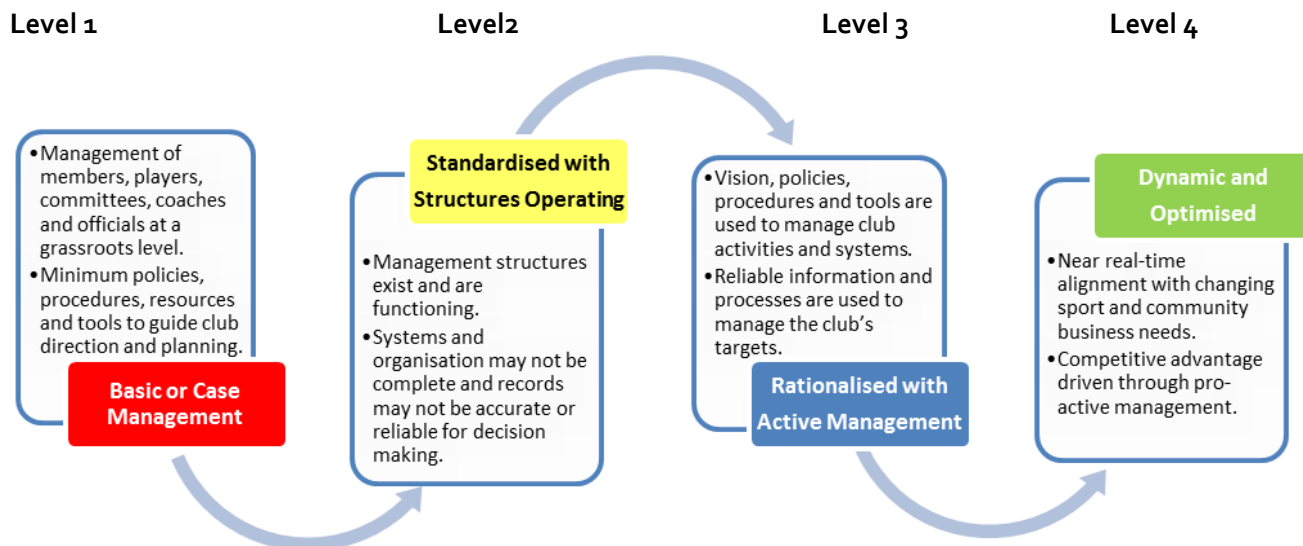 Level 1
Level2
Level 3
Level 4
•Management of
members, players,
committees, coaches
and officials at a
grassroots level.
•Minimum policies,
procedures, resources
and tools to guide club
direction and planning.
Basic or Case
Management
Standardised with
Structures Operating
•Management structures
exist and are
functioning.
•Systems and
organisation may not be
complete and records
may not be accurate or
reliable for decision
making.
•Vision, policies,
procedures and tools are
used to manage club
activities and systems.
•Reliable information and
processes are used to
manage the club's
targets.
Rationalised with
Active Management
Dynamic and
Optimised
•Near real-time
alignment with changing
sport and community
business needs.
•Competitive advantage
driven through pro-
active management.